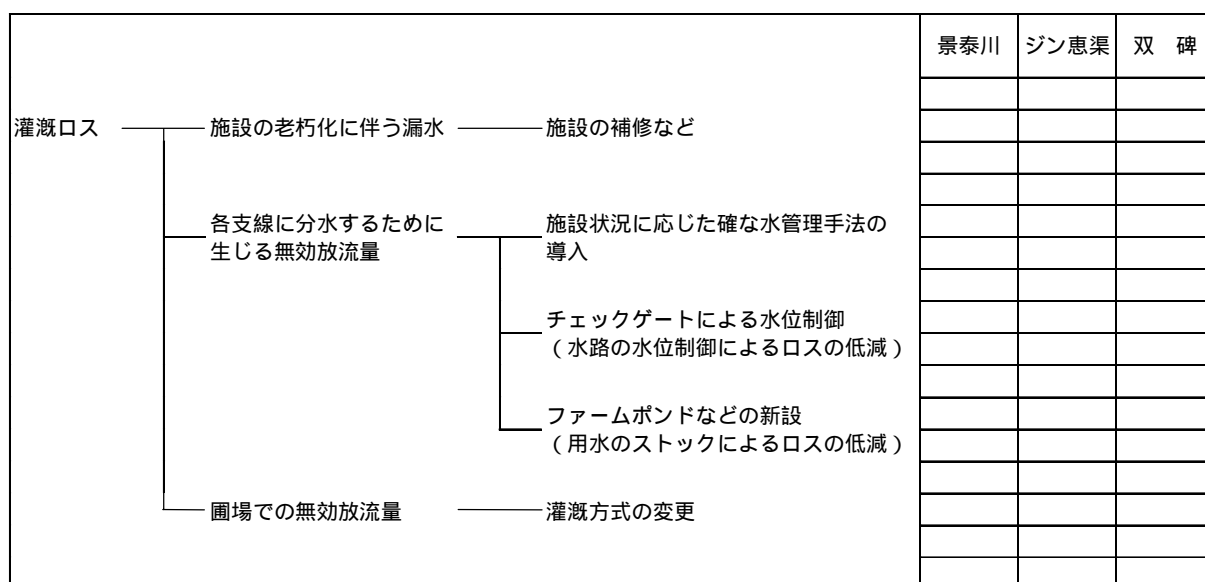 景泰川 ジン恵渠 双 碑
灌漑ロス 施設の老朽化に伴う漏水 施設の補修など
各支線に分水するために 施設状況に応じた確な水管理手法の
生じる無効放流量 導入
チェックゲートによる水位制御
(水路の水位制御によるロスの低減)
ファームポンドなどの新設
(用水のストックによるロスの低減)
圃場での無効放流量 灌漑方式の変更